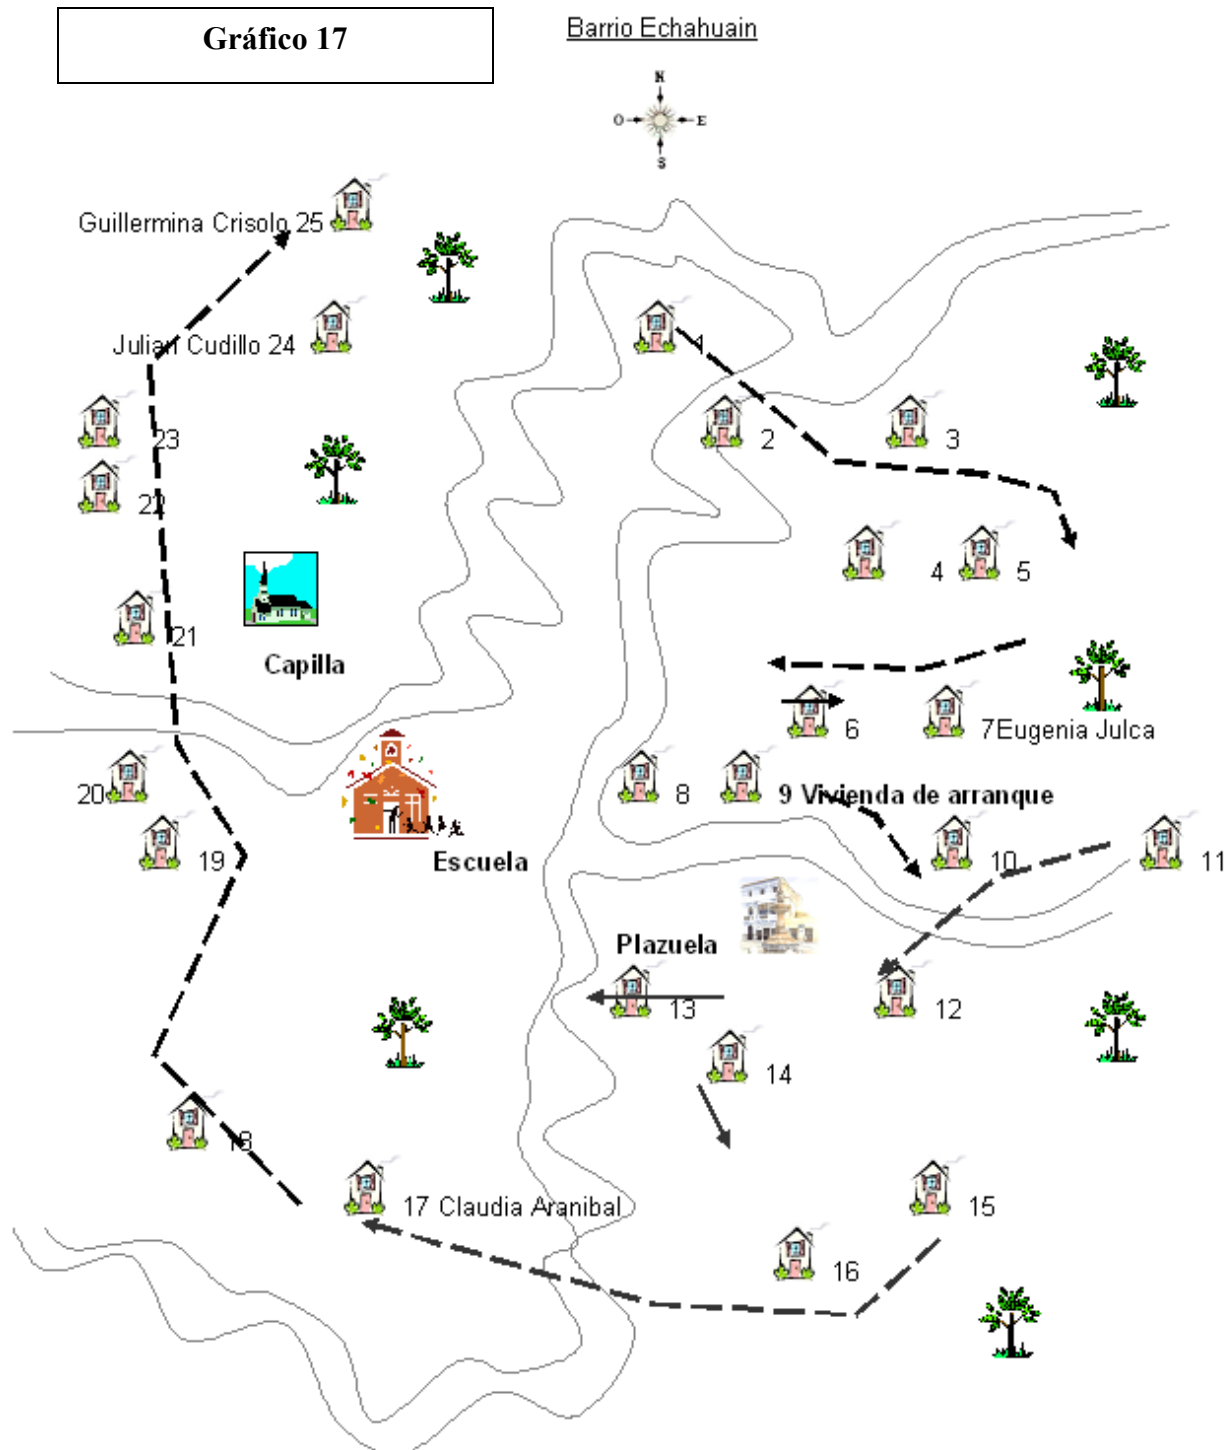 Gráfico 17
Barrio Echahuain
N
O E
S
Guillermina Crisolo 25
Julian Cudillo 24
1
23
2
3
22
4
5
21
Capilla
6
7Eugenia Julca
20
8
9 Vivienda de arranque
19
Escuela
10
11
Plazuela
13
12
14
18
17 Claudia Aranibal
15
16